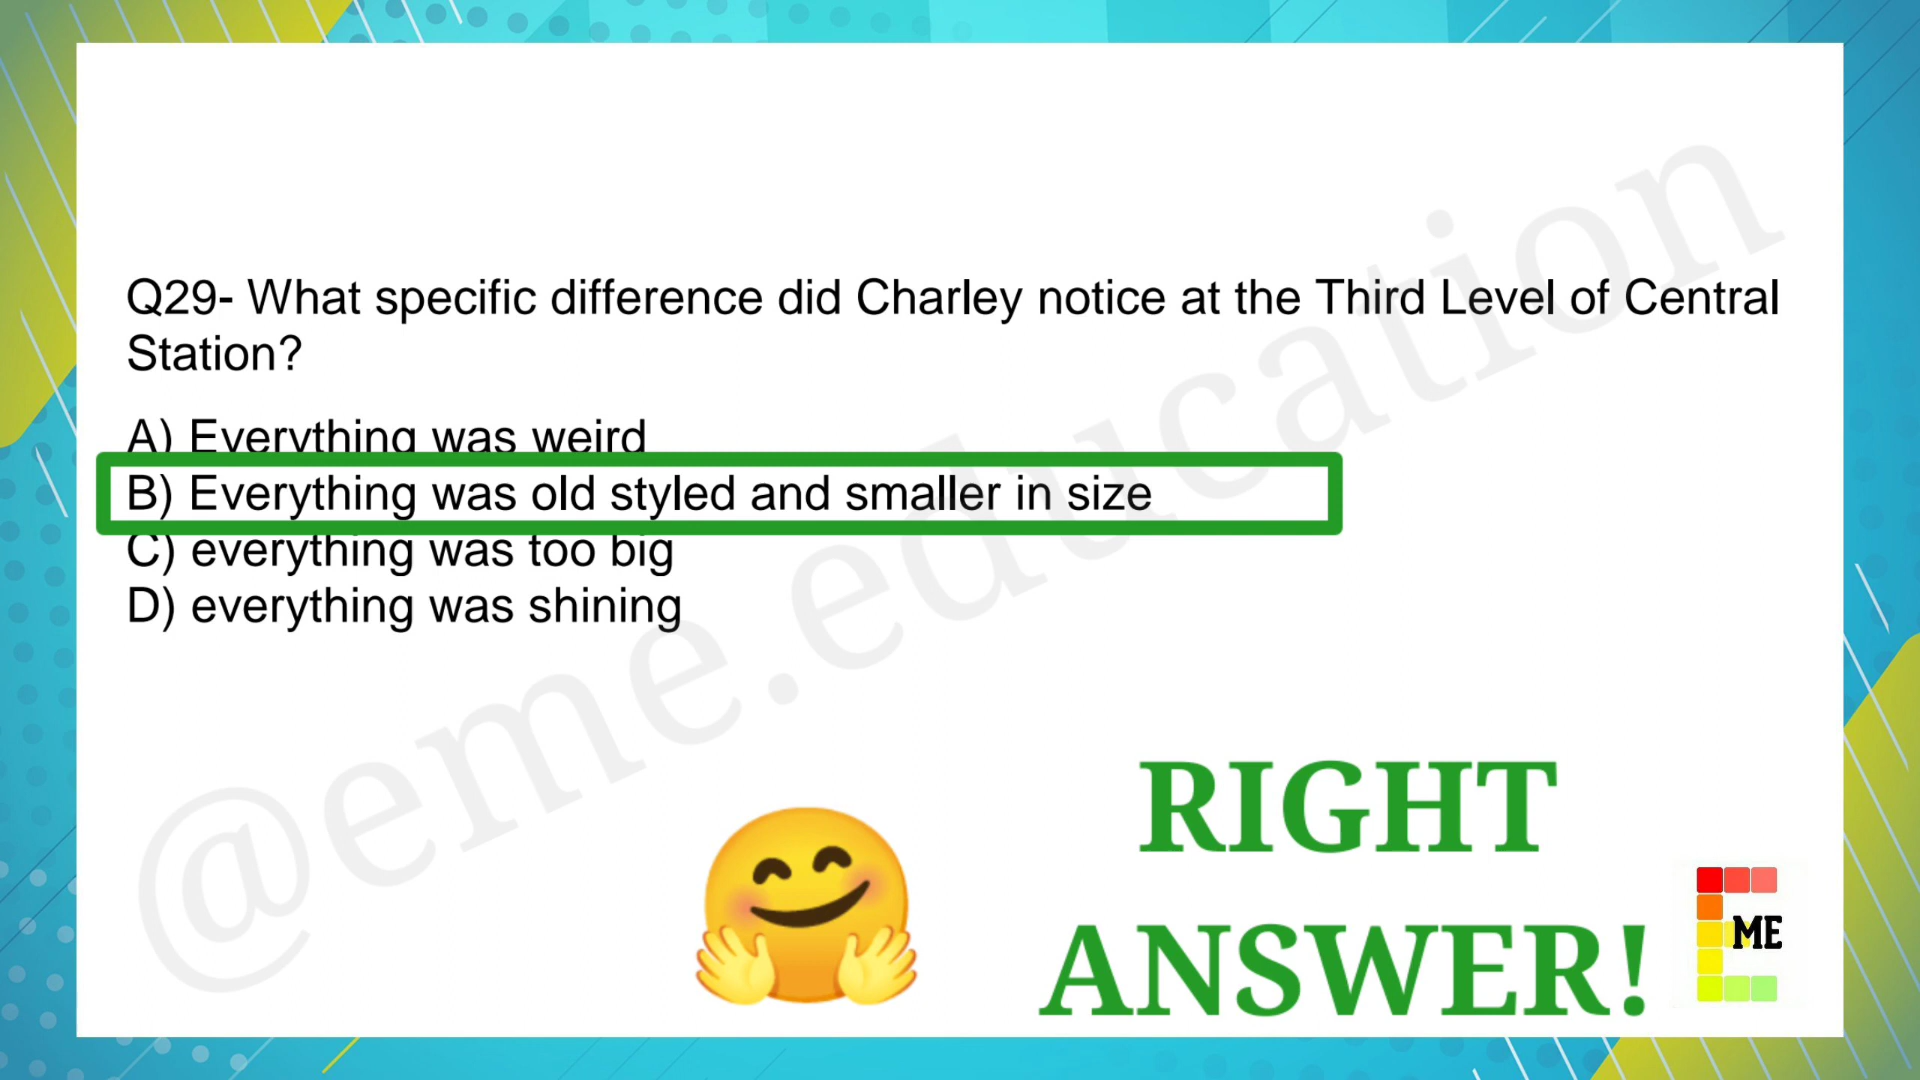 Q29- What specific difference did Charley notice at the Third Level of Central
Station?
A) Everything was weird
B) Everything was old styled and smaller in size
C) everything was too big
D) everything was shining
@eme.education
RIGHT
ANSWER!
ME